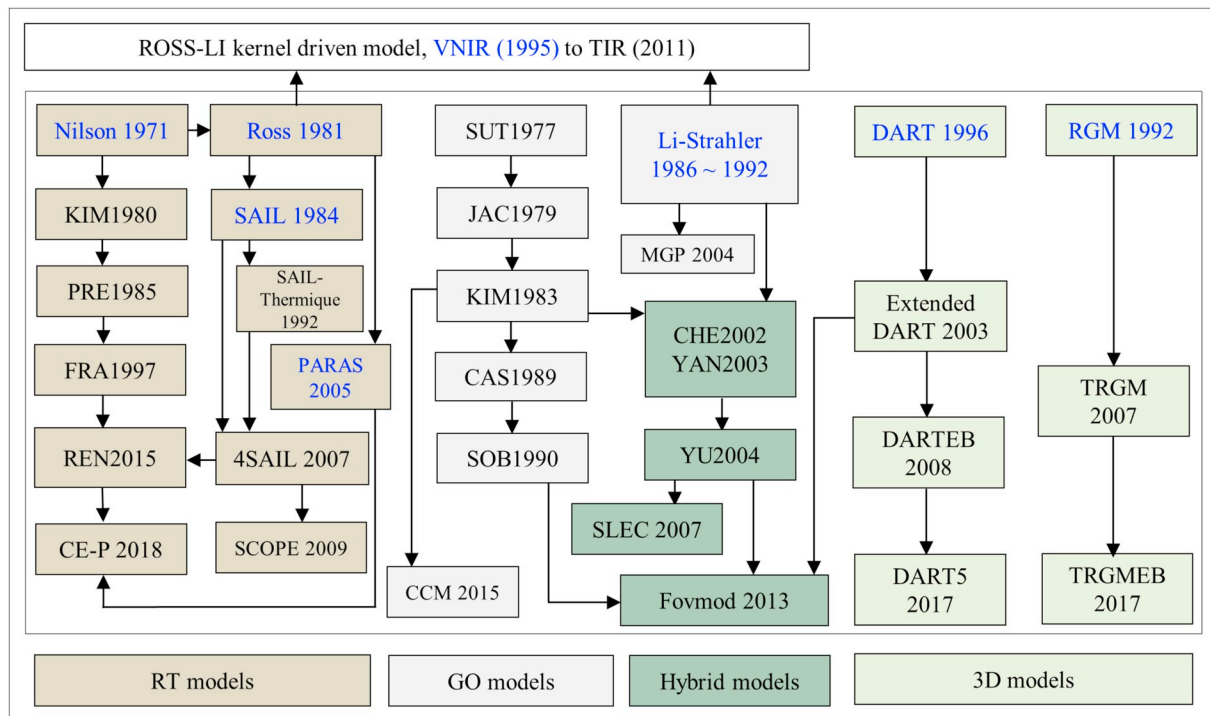 ROSS-LI kernel driven model, VNIR (1995) to TIR (2011)
Nilson 1971
Ross 1981
SUT1977
Li-Strahler
1986 ~ 1992
DART 1996
RGM 1992
KIM1980
SAIL 1984
JAC1979
MGP 2004
PRE1985
SAIL-
Thermique
1992
KIM1983
CHE2002
YAN2003
Extended
DART 2003
FRA1997
PARAS
2005
CAS1989
TRGM
2007
REN2015
4SAIL 2007
SOB1990
YU2004
DARTEB
2008
CE-P 2018
SCOPE 2009
SLEC 2007
CCM 2015
Fovmod 2013
DART5
2017
TRGMEB
2017
RT models
GO models
Hybrid models
3D models